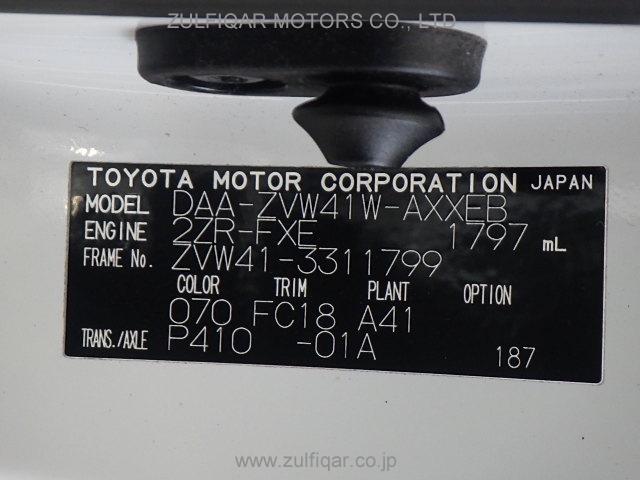 ZULFIQAR MOTORS CO., LTD
TOYOTA MOTOR CORPORATION JAPAN
MODEL DAA-ZVW41W-AXXEB
ENGINE 2ZR-FXE 1797 mL
FRAME No. ZVW41-3311799
COLOR TRIM PLANT OPTION
070 FC18 A41
TRANS./AXLE P410 -01A 187
www.zulfiqar.co.jp